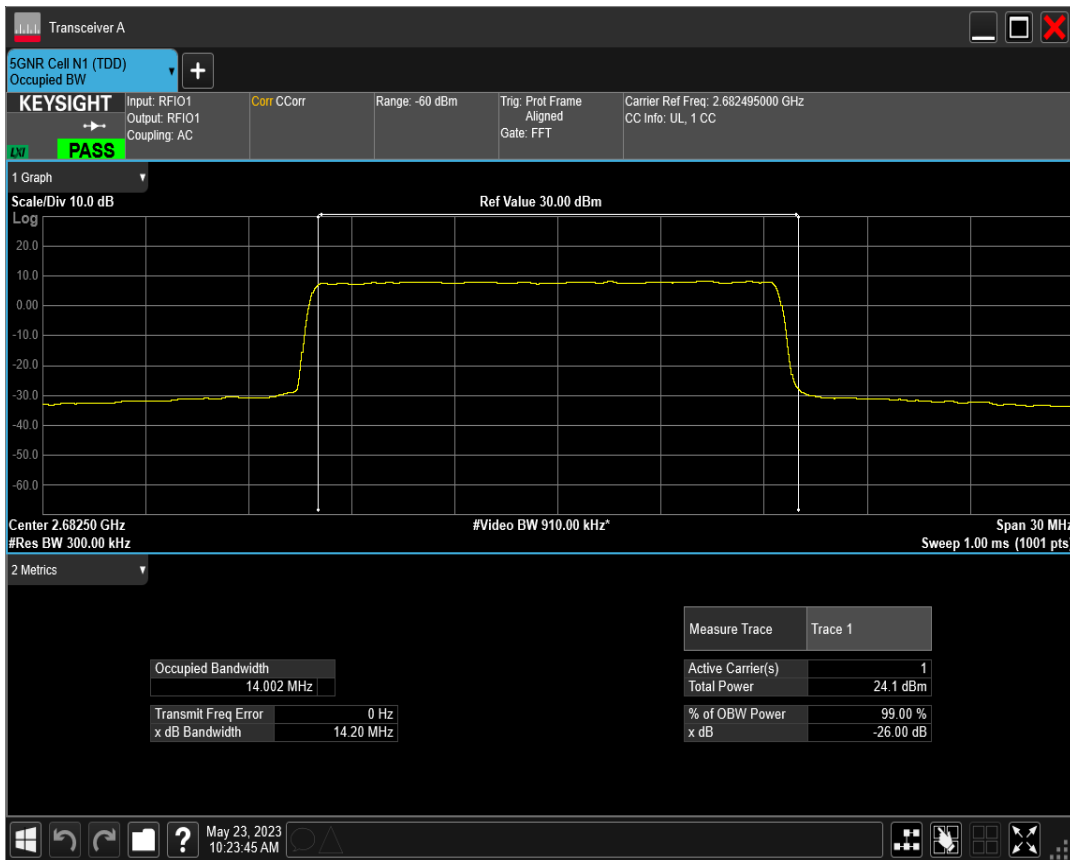 Transceiver A
5GNR Cell N1 (TDD)
Occupied BW
KEYSIGHT
LXI
PASS
Input: RFIO1
Output: RFIO1
Coupling: AC
Corr CCorr
Range: -60 dBm
Trig: Prot Frame
Aligned
Gate: FFT
Carrier Ref Freq: 2.682495000 GHz
CC Info: UL, 1 CC
1 Graph
Scale/Div 10.0 dB
Ref Value 30.00 dBm
Log
20.0
10.0
0.00
-10.0
-20.0
-30.0
-40.0
-50.0
-60.0
Center 2.68250 GHz
#Video BW 910.00 kHz*
Span 30 MHz
#Res BW 300.00 kHz
Sweep 1.00 ms (1001 pts)
2 Metrics
Measure Trace Trace 1
Occupied Bandwidth
14.002 MHz
Active Carrier(s) 1
Total Power 24.1 dBm
Transmit Freq Error 0 Hz
x dB Bandwidth 14.20 MHz
% of OBW Power 99.00 %
x dB -26.00 dB
?
May 23, 2023
10:23:45 AM